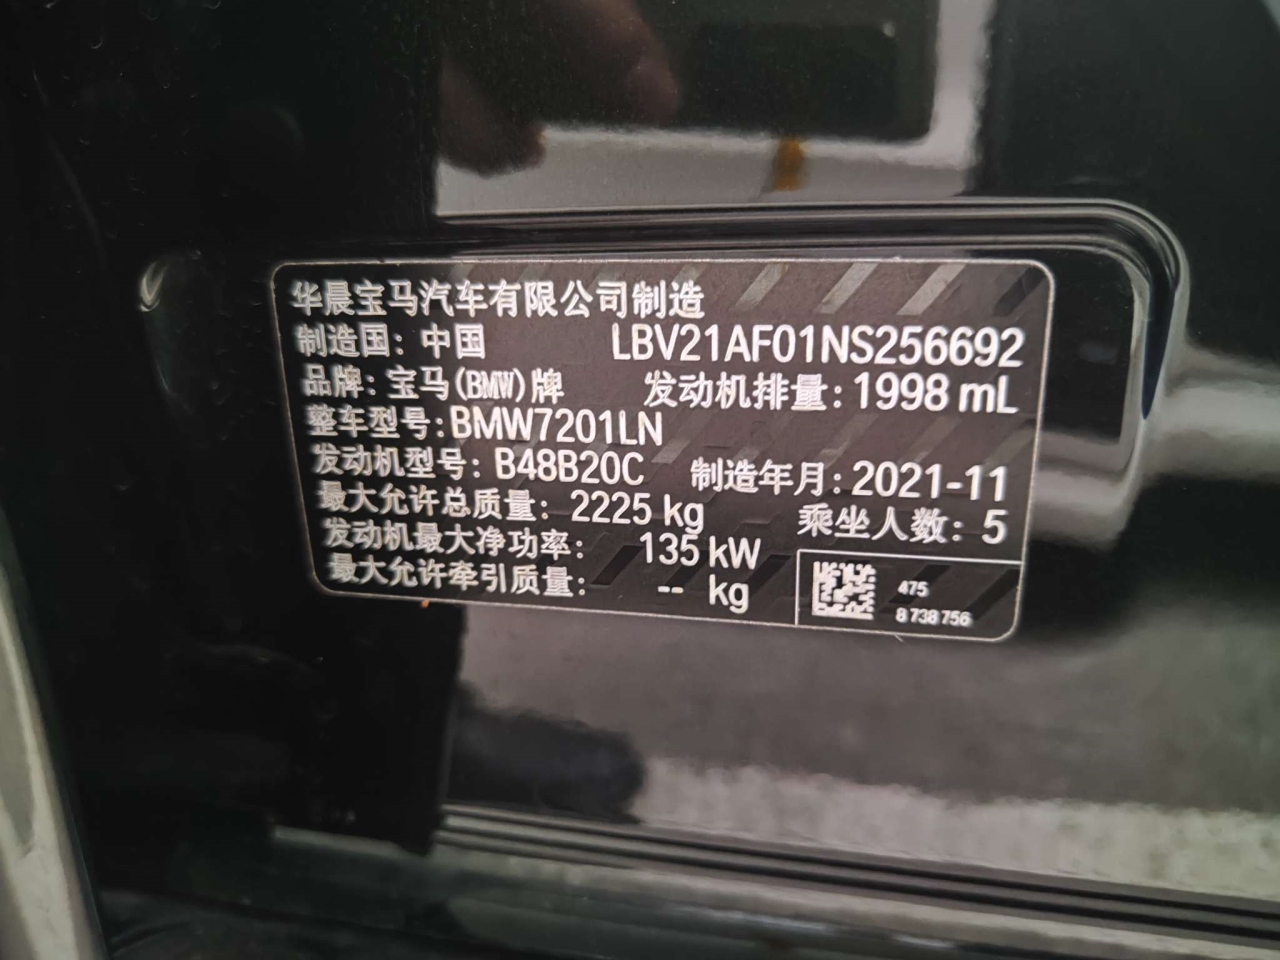 华晨宝马汽车有限公司制造
制造国：中国 LBV21AF01NS256692
品牌：宝马(BMW)牌 发动机排量：1998 mL
整车型号：BMW7201LN
发动机型号：B48B20C 制造年月：2021-11
最大允许总质量：2225 kg 乘坐人数：5
发动机最大净功率：135 kW
最大允许牵引质量：-- kg
475
8 738 756